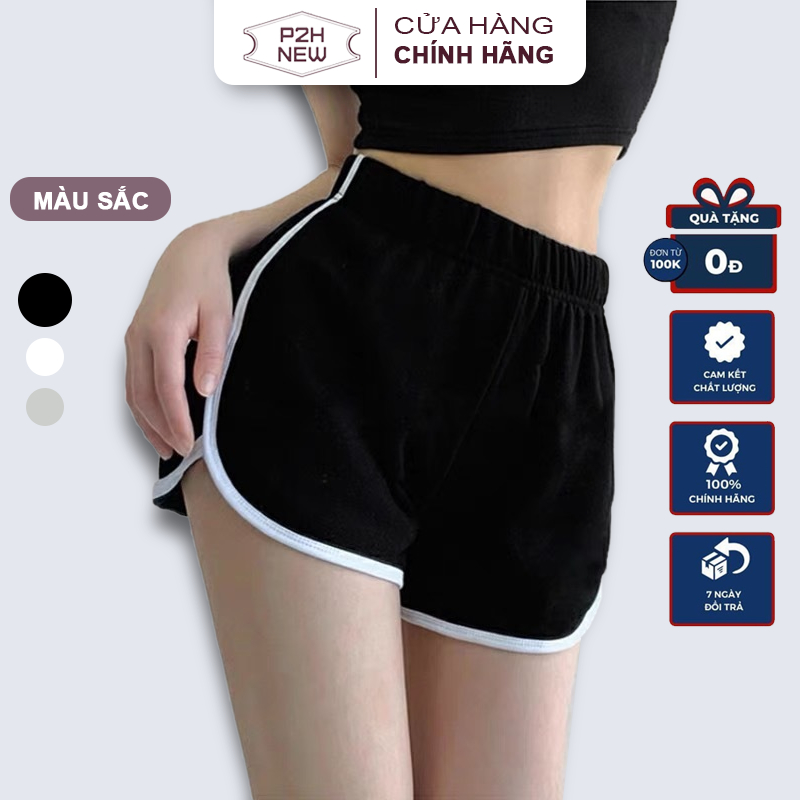 P2H
NEW
CỬA HÀNG
CHÍNH HÃNG
MÀU SẮC
QUÀ TẶNG
ĐƠN TỪ
100K
0Đ
CAM KẾT
CHẤT LƯỢNG
100%
CHÍNH HÃNG
7 NGÀY
ĐỔI TRẢ